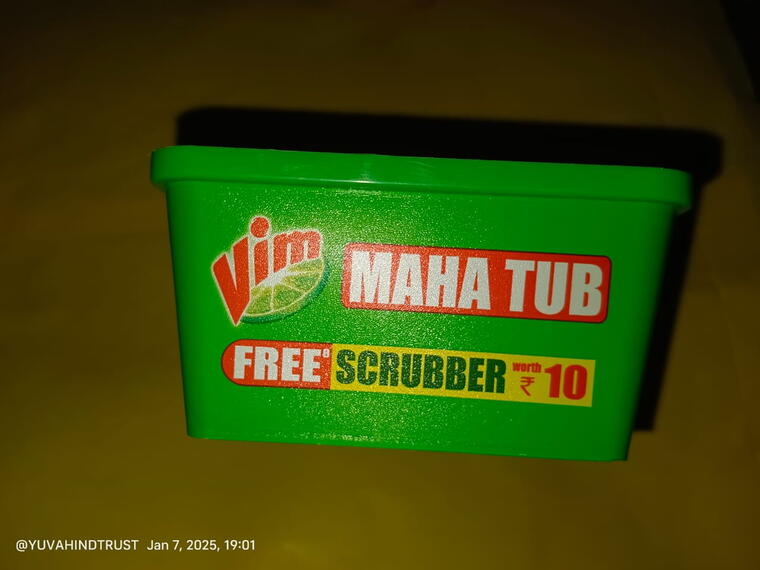 Vim
MAHA TUB
FREE SCRUBBER worth ₹ 10
@YUVAHINDTRUST Jan 7, 2025, 19:01